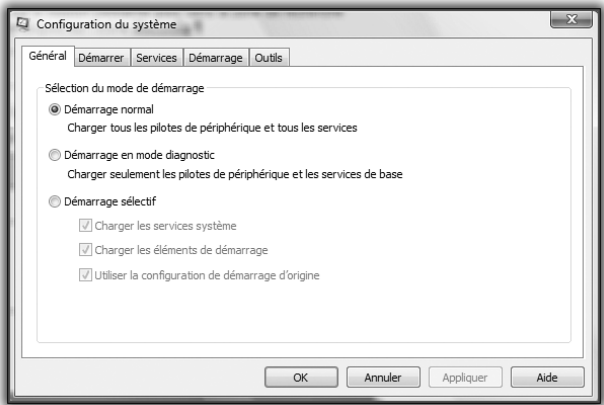 Configuration du système
Général Démarrer Services Démarrage Outils
Sélection du mode de démarrage
Démarrage normal
Charger tous les pilotes de périphérique et tous les services
Démarrage en mode diagnostic
Charger seulement les pilotes de périphérique et les services de base
Démarrage sélectif
Charger les services système
Charger les éléments de démarrage
Utiliser la configuration de démarrage d'origine
OK Annuler Appliquer Aide